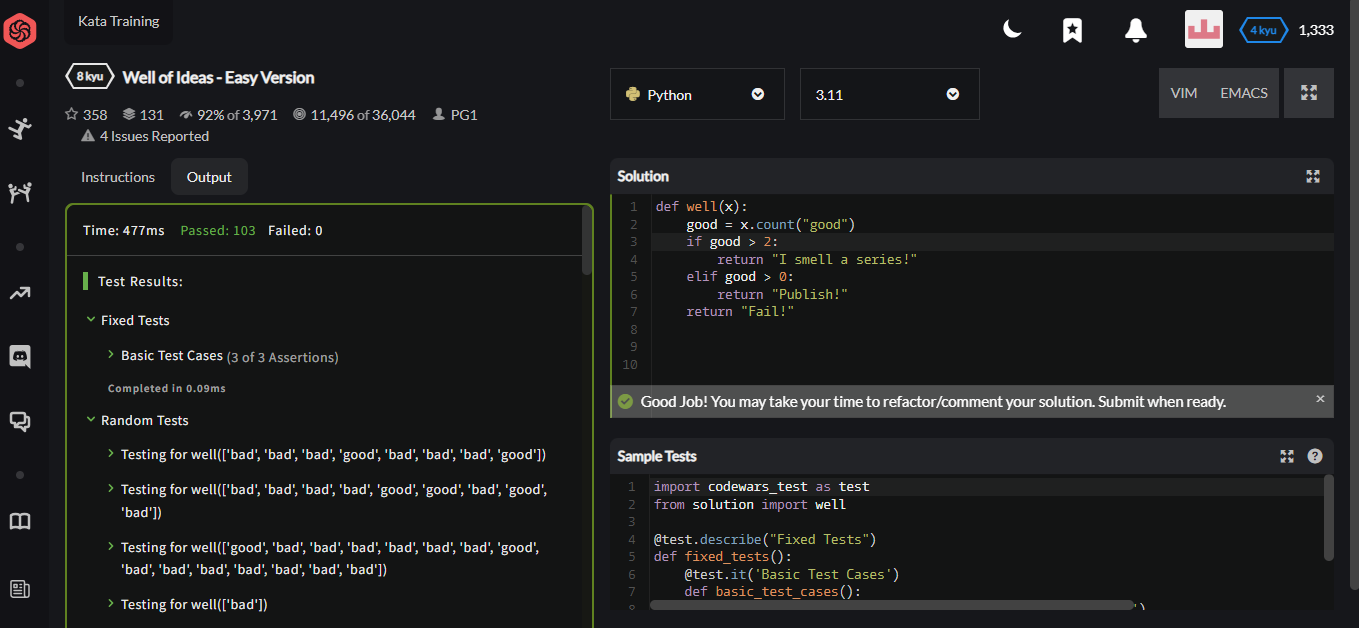 Kata Training
4 kyu 1,333
8 kyu Well of Ideas - Easy Version
358 131 92% of 3,971 11,496 of 36,044 PG1
4 Issues Reported
Python
3.11
VIM EMACS
Instructions Output
Time: 477ms Passed: 103 Failed: 0
Test Results:
Fixed Tests
Basic Test Cases (3 of 3 Assertions)
Completed in 0.09ms
Random Tests
Testing for well(['bad', 'bad', 'bad', 'good', 'bad', 'bad', 'bad', 'good'])
Testing for well(['bad', 'bad', 'bad', 'bad', 'good', 'good', 'bad', 'good',
'bad'])
Testing for well(['good', 'bad', 'bad', 'bad', 'bad', 'bad', 'bad', 'good',
'bad', 'bad', 'bad', 'bad', 'bad', 'bad', 'bad'])
Testing for well(['bad'])
Solution
1 def well(x):
2 good = x.count("good")
3 if good > 2:
4 return "I smell a series!"
5 elif good > 0:
6 return "Publish!"
7 return "Fail!"
8
9
10
Good Job! You may take your time to refactor/comment your solution. Submit when ready.
Sample Tests
1 import codewars_test as test
2 from solution import well
3
4 @test.describe("Fixed Tests")
5 def fixed_tests():
6 @test.it('Basic Test Cases')
7 def basic_test_cases():